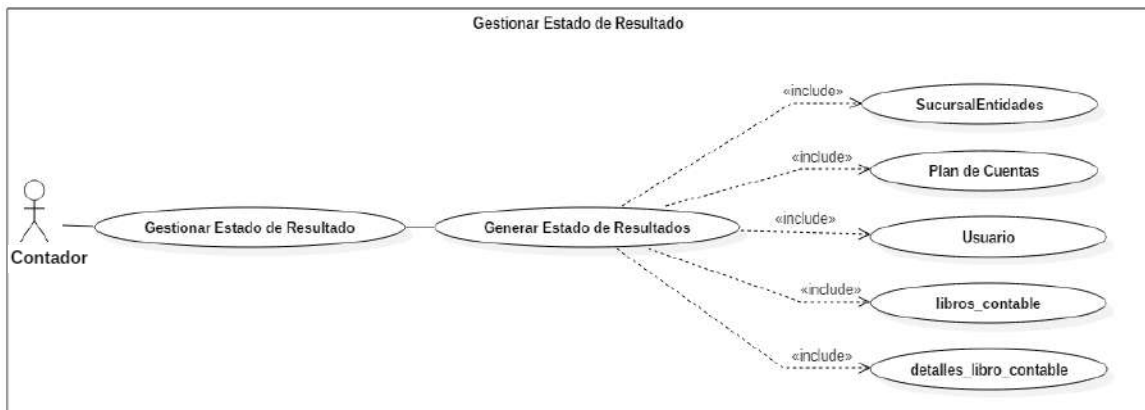 Gestionar Estado de Resultado
«include»
SucursalEntidades
«include»
Plan de Cuentas
«include»
Usuario
Gestionar Estado de Resultado
Generar Estado de Resultados
Contador
«include»
libros_contable
«include»
detalles_libro_contable